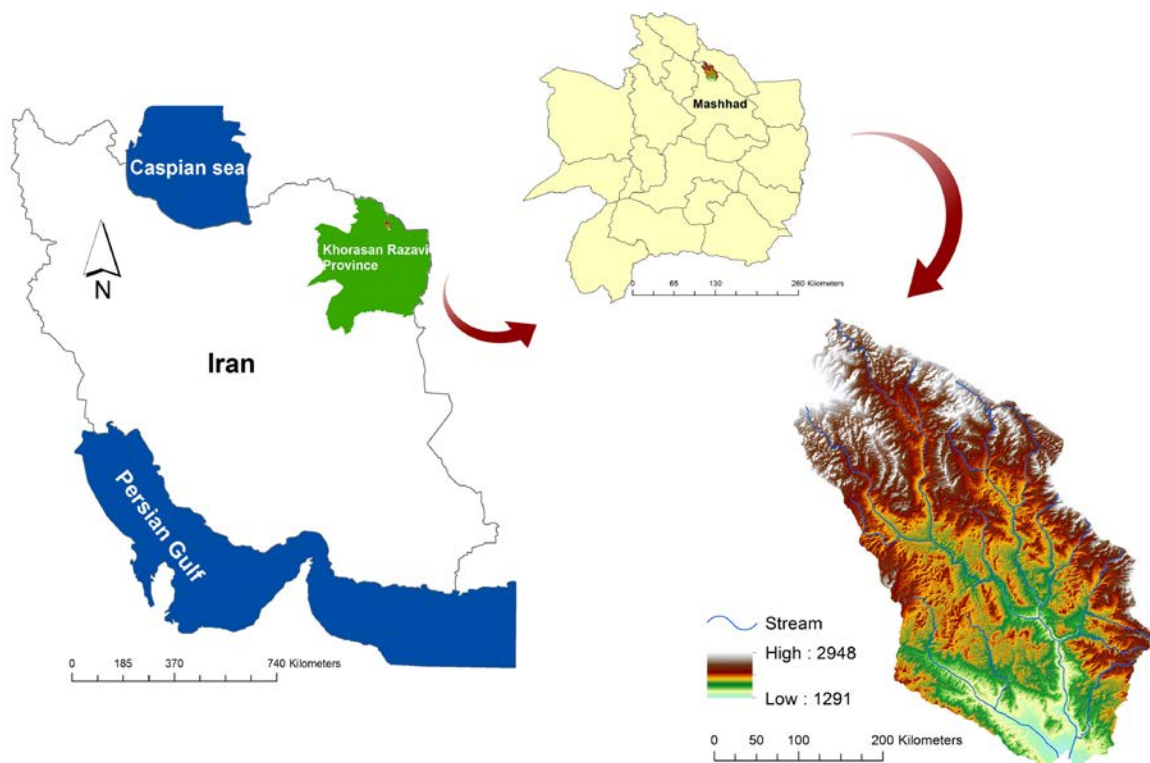 Caspian sea
N
Khorasan Razavi
Province
Iran
Persian Gulf
0 185 370 740 Kilometers
Mashhad
0 65 130 260 Kilometers
Stream
High : 2948
Low : 1291
0 50 100 200 Kilometers